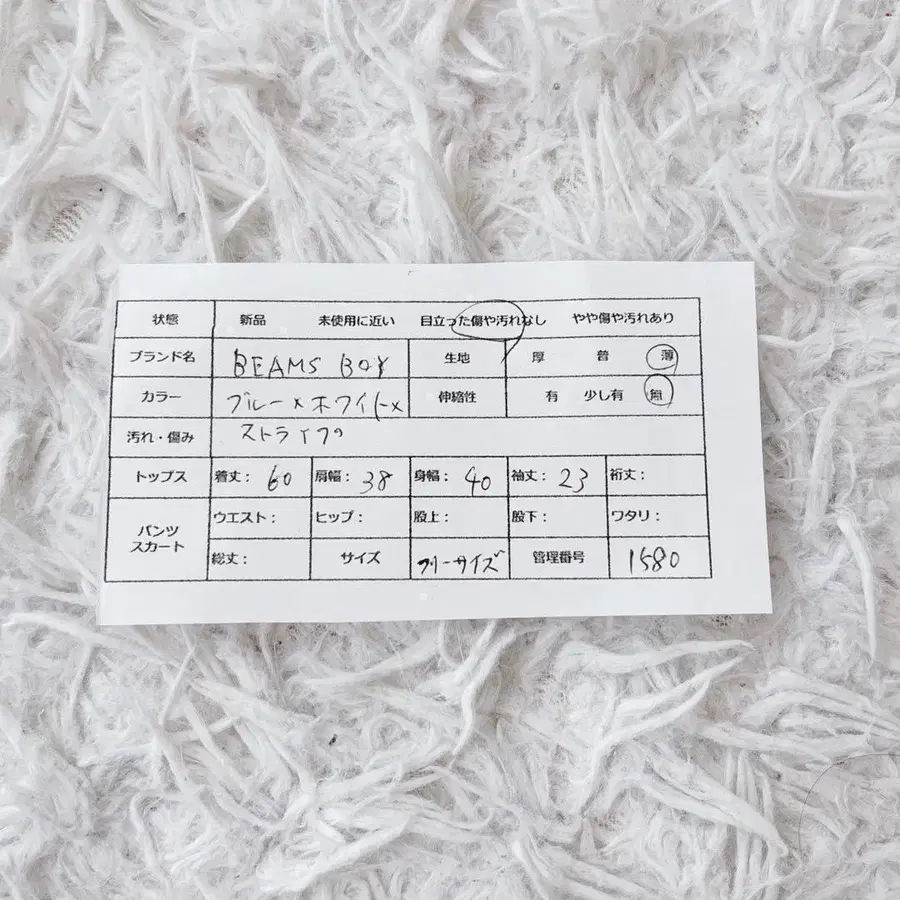 状態 新品 未使用に近い 目立った傷や汚れなし やや傷や汚れあり
ブランド名 BEAMS BOY 生地 厚 普 薄
カラー ブルー×ホワイト× 伸縮性 有 少し有 無
汚れ・傷み ストライプ
トップス 着丈: 60 肩幅: 38 身幅: 40 袖丈: 23 裄丈:
パンツ スカート ウエスト: ヒップ: 股上: 股下: ワタリ:
総丈: サイズ フリーサイズ 管理番号 1580